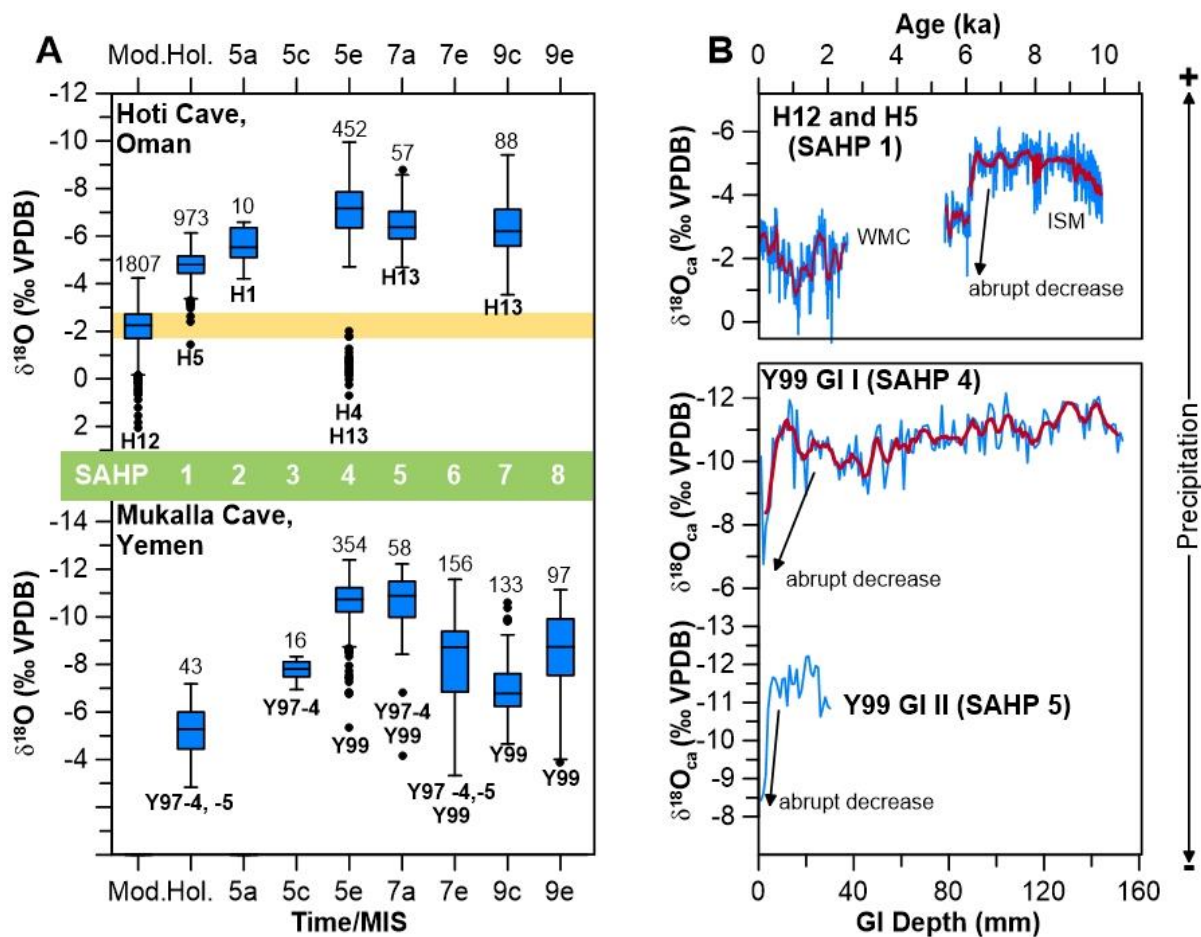 A
Mod. Hol. 5a 5c 5e 7a 7e 9c 9e
Hoti Cave,
Oman
δ18O (‰ VPDB)
-12
-10
-8
-6
-4
-2
0
2
1807
973
10
452
57
88
H12
H5
H1
H4
H13
H13
H13
SAHP 1 2 3 4 5 6 7 8
Mukalla Cave,
Yemen
δ18O (‰ VPDB)
-14
-12
-10
-8
-6
-4
43
16
354
58
156
133
97
Y97-4, -5
Y97-4
Y99
Y97-4
Y99
Y97 -4,-5
Y99
Y99
Y99
Mod. Hol. 5a 5c 5e 7a 7e 9c 9e
Time/MIS
B
Age (ka)
0 2 4 6 8 10
H12 and H5
(SAHP 1)
δ18Oca (‰ VPDB)
-6
-4
-2
0
WMC
ISM
abrupt decrease
Y99 GI I (SAHP 4)
δ18Oca (‰ VPDB)
-12
-10
-8
-6
abrupt decrease
δ18Oca (‰ VPDB)
-13
-12
-11
-10
-9
-8
Y99 GI II (SAHP 5)
abrupt decrease
0 40 80 120 160
GI Depth (mm)
+
Precipitation
-